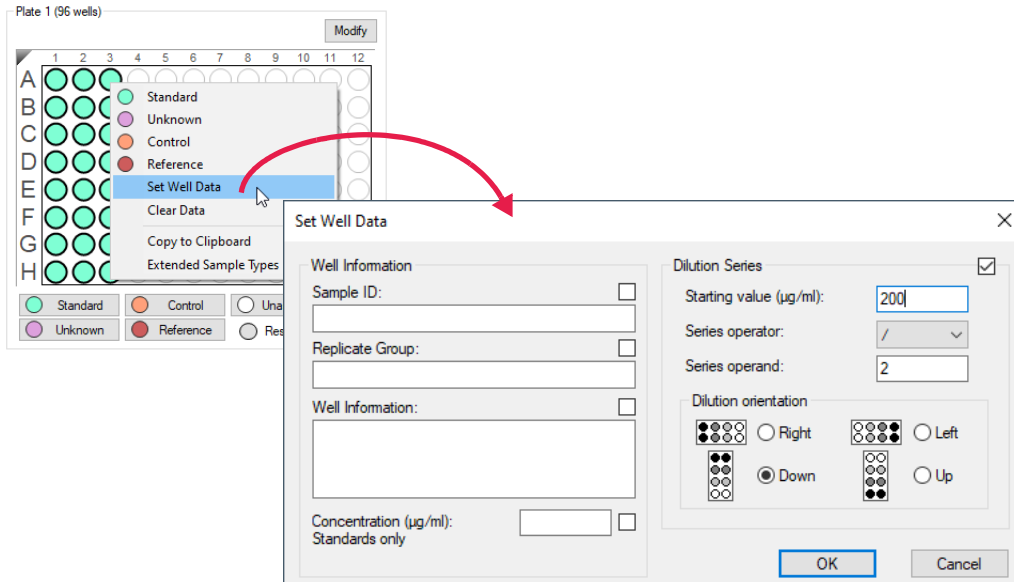 Plate 1 (96 wells)
Modify
1 2 3 4 5 6 7 8 9 10 11 12
A
B
C
D
E
F
G
H
Standard
Unknown
Control
Reference
Set Well Data
Clear Data
Copy to Clipboard
Extended Sample Types
Standard Control
Unknown Reference
Set Well Data
Well Information
Sample ID:
Replicate Group:
Well Information:
Concentration (µg/ml):
Standards only
Dilution Series
Starting value (µg/ml): 200
Series operator: /
Series operand: 2
Dilution orientation
Right Left
Down Up
OK Cancel